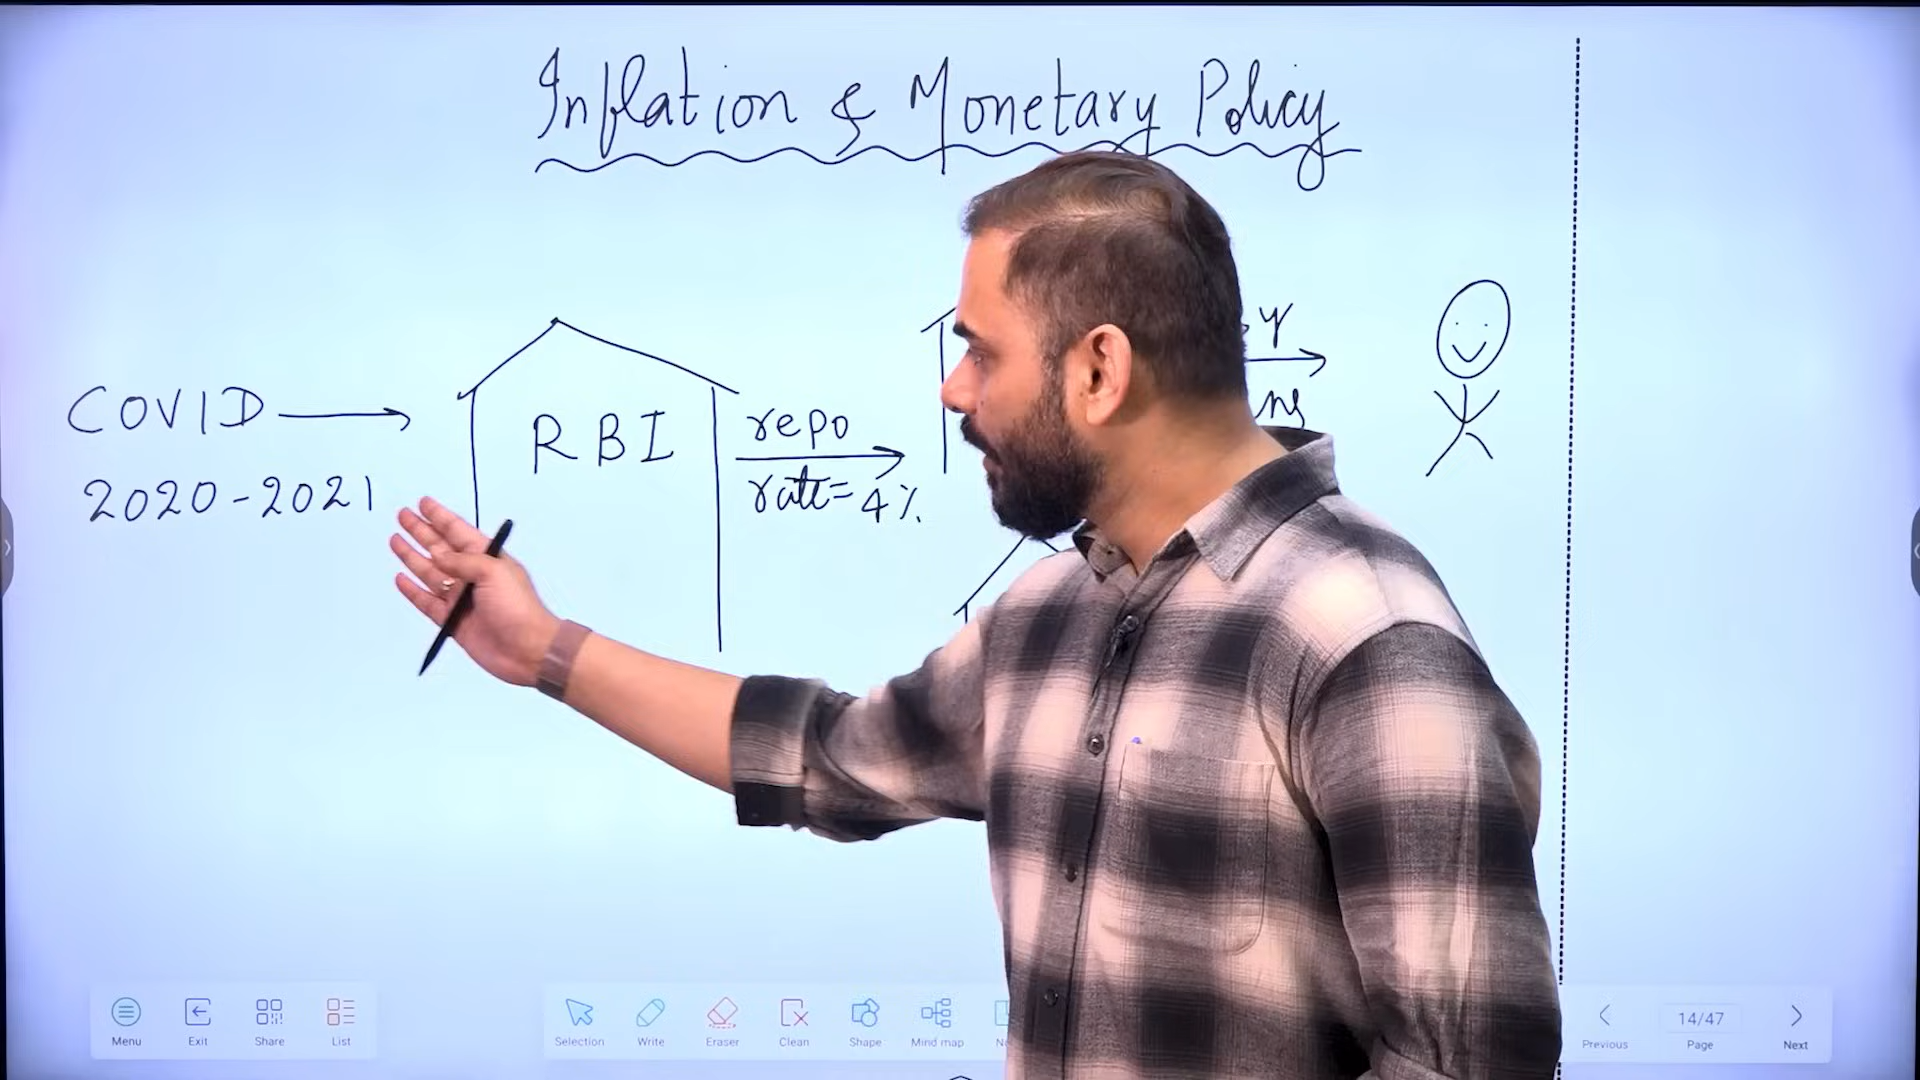 Inflation & Monetary Policy
COVID
2020-2021
RBI
repo
rate=4%
Menu
Exit
Share
List
Selection
Write
Eraser
Clean
Shape
Mind map
Previous
14/47
Page
Next